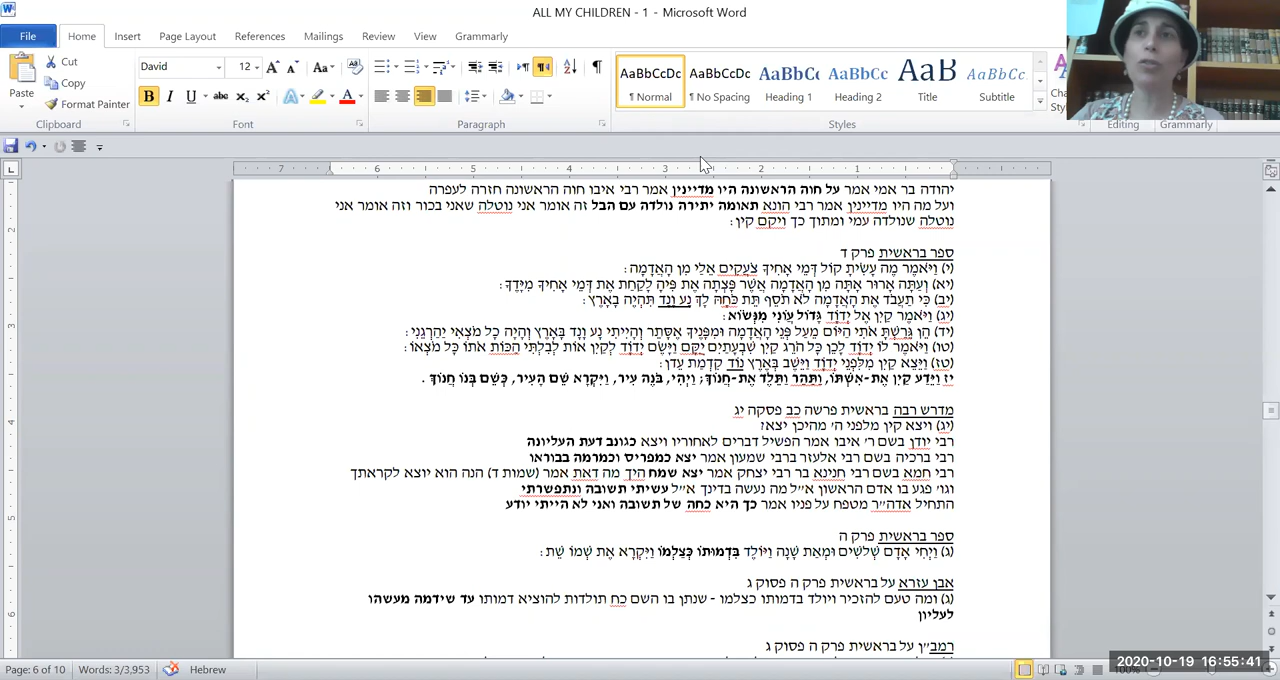 ALL MY CHILDREN - 1 - Microsoft Word
File Home Insert Page Layout References Mailings Review View Grammarly
Paste Cut Copy Format Painter
David 12
AaBbCcDc AaBbCcDc AaBbC AaBbCc AaB AaBbCc.
¶ Normal ¶ No Spacing Heading 1 Heading 2 Title Subtitle
Clipboard Font Paragraph Styles Editing Grammarly
7 6 5 4 3 2 1
יהודה בר אמי אמר על חוה הראשונה היו מדיינין אמר רבי איבו חוה הראשונה חזרה לעפרה
ועל מה היו מדיינין אמר רבי הונא תאומה יתירה נולדה עם הבל זה אומר אני נוטלה שאני בכור וזה אומר אני
נוטלה שנולדה עמי ומתוך כך ויקם קין:
ספר בראשית פרק ד
(י) וַיֹּאמֶר מֶה עָשִׂיתָ קוֹל דְּמֵי אָחִיךָ צֹעֲקִים אֵלַי מִן הָאֲדָמָה:
(יא) וְעַתָּה אָרוּר אָתָּה מִן הָאֲדָמָה אֲשֶׁר פָּצְתָה אֶת פִּיהָ לָקַחַת אֶת דְּמֵי אָחִיךָ מִיָּדֶךָ:
(יב) כִּי תַעֲבֹד אֶת הָאֲדָמָה לֹא תֹסֵף תֵּת כֹּחָהּ לָךְ נָע וָנָד תִּהְיֶה בָאָרֶץ:
(יג) וַיֹּאמֶר קַיִן אֶל יְדֹוָד גָּדוֹל עֲוֹנִי מִנְּשׂוֹא:
(יד) הֵן גֵּרַשְׁתָּ אֹתִי הַיּוֹם מֵעַל פְּנֵי הָאֲדָמָה וּמִפָּנֶיךָ אֶסָּתֵר וְהָיִיתִי נָע וָנָד בָּאָרֶץ וְהָיָה כָל מֹצְאִי יַהַרְגֵנִי:
(טו) וַיֹּאמֶר לוֹ יְדֹוָד לָכֵן כָּל הֹרֵג קַיִן שִׁבְעָתַיִם יֻקָּם וַיָּשֶׂם יְדֹוָד לְקַיִן אוֹת לְבִלְתִּי הַכּוֹת אֹתוֹ כָּל מֹצְאוֹ:
(טז) וַיֵּצֵא קַיִן מִלִּפְנֵי יְדֹוָד וַיֵּשֶׁב בְּאֶרֶץ נוֹד קִדְמַת עֵדֶן:
יז וַיֵּדַע קַיִן אֶת-אִשְׁתּוֹ, וַתַּהַר וַתֵּלֶד אֶת-חֲנוֹךְ; וַיְהִי, בֹּנֶה עִיר, וַיִּקְרָא שֵׁם הָעִיר, כְּשֵׁם בְּנוֹ חֲנוֹךְ .
מדרש רבה בראשית פרשה כב פסקה יג
(יג) ויצא קין מלפני ה׳ מהיכן יצא?
רבי יודן בשם ר׳ איבו אמר הפשיל דברים לאחוריו ויצא כגונב דעת העליונה
רבי ברכיה בשם רבי אלעזר ברבי שמעון אמר יצא כמפריס וכמרמה בבוראו
רבי חמא בשם רבי חנינא בר רבי יצחק אמר יצא שמח היך מה דאת אמר (שמות ד) הנה הוא יוצא לקראתך
וגו׳ פגע בו אדם הראשון א״ל מה נעשה בדינך א״ל עשיתי תשובה ונתפשרתי
התחיל אדה״ר מטפח על פניו אמר כך היא כחה של תשובה ואני לא הייתי יודע
ספר בראשית פרק ה
(ג) וַיְחִי אָדָם שְׁלֹשִׁים וּמְאַת שָׁנָה וַיּוֹלֶד בִּדְמוּתוֹ כְּצַלְמוֹ וַיִּקְרָא אֶת שְׁמוֹ שֵׁת:
אבן עזרא על בראשית פרק ה פסוק ג
(ג) ומה טעם להזכיר ויולד בדמותו כצלמו - שנתן בו השם כח תולדות להוציא דמותו עד שידמה מעשהו
לעליון
רמב״ן על בראשית פרק ה פסוק ג
Page: 6 of 10 Words: 3/3,953 Hebrew 100%
2020-10-19 16:55:41